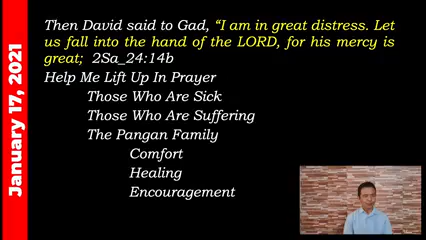 January 17, 2021
Then David said to Gad, “I am in great distress. Let
us fall into the hand of the LORD, for his mercy is
great; 2Sa_24:14b
Help Me Lift Up In Prayer
Those Who Are Sick
Those Who Are Suffering
The Pangan Family
Comfort
Healing
Encouragement